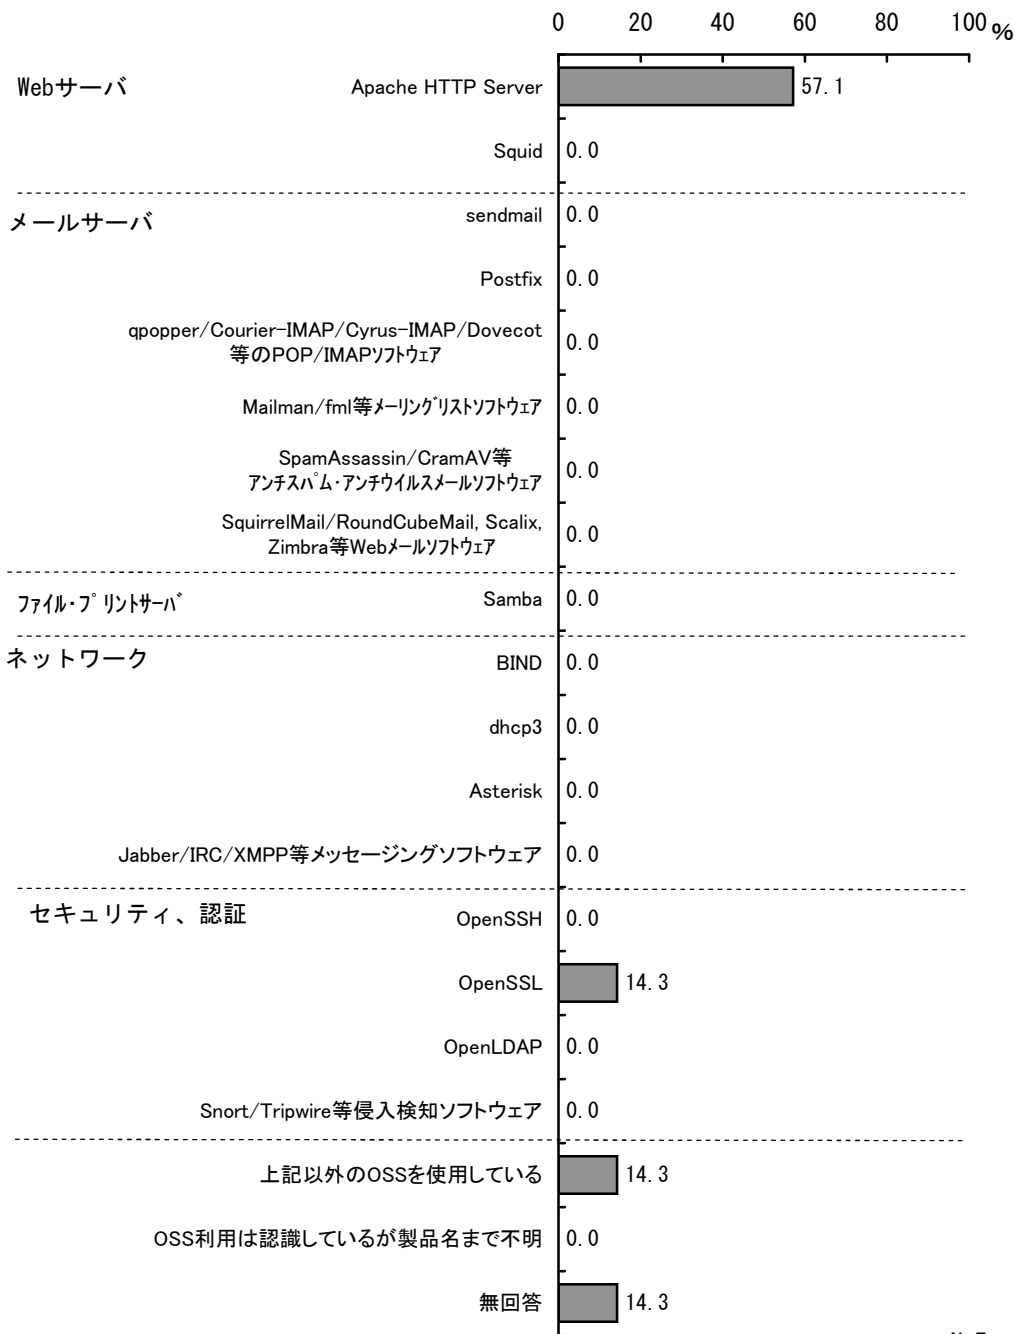 0 20 40 60 80 100 %
Webサーバ Apache HTTP Server 57.1
Squid 0.0
メールサーバ sendmail 0.0
Postfix 0.0
qpopper/Courier-IMAP/Cyrus-IMAP/Dovecot
等のPOP/IMAPソフトウェア 0.0
Mailman/fml等メーリングリストソフトウェア 0.0
SpamAssassin/CramAV等
アンチスパム・アンチウイルスメールソフトウェア 0.0
SquirrelMail/RoundCubeMail, Scalix,
Zimbra等Webメールソフトウェア 0.0
ファイル・プリントサーバ Samba 0.0
ネットワーク BIND 0.0
dhcp3 0.0
Asterisk 0.0
Jabber/IRC/XMPP等メッセージングソフトウェア 0.0
セキュリティ、認証 OpenSSH 0.0
OpenSSL 14.3
OpenLDAP 0.0
Snort/Tripwire等侵入検知ソフトウェア 0.0
上記以外のOSSを使用している 14.3
OSS利用は認識しているが製品名まで不明 0.0
無回答 14.3